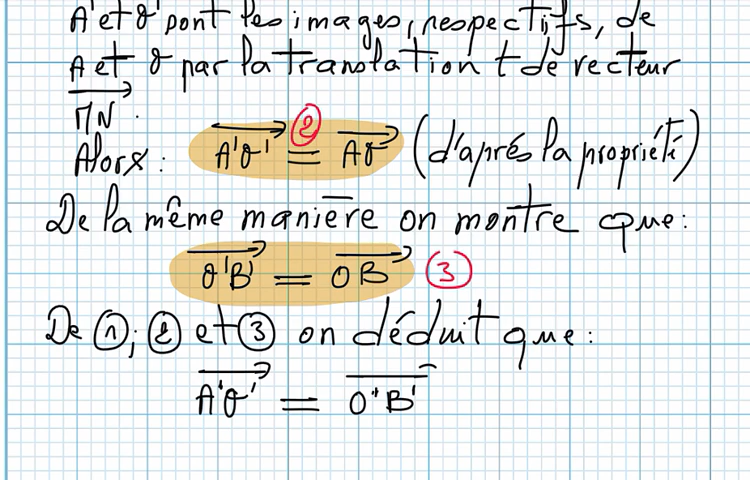 A' et O' sont les images, respectifs, de
A et O par la translation t de vecteur
MN.
Alors : A'O' = AO (d'après la propriété) ②
De la même manière on montre que :
O'B' = OB ③
De ①; ② et ③ on déduit que :
A'O' = O'B'